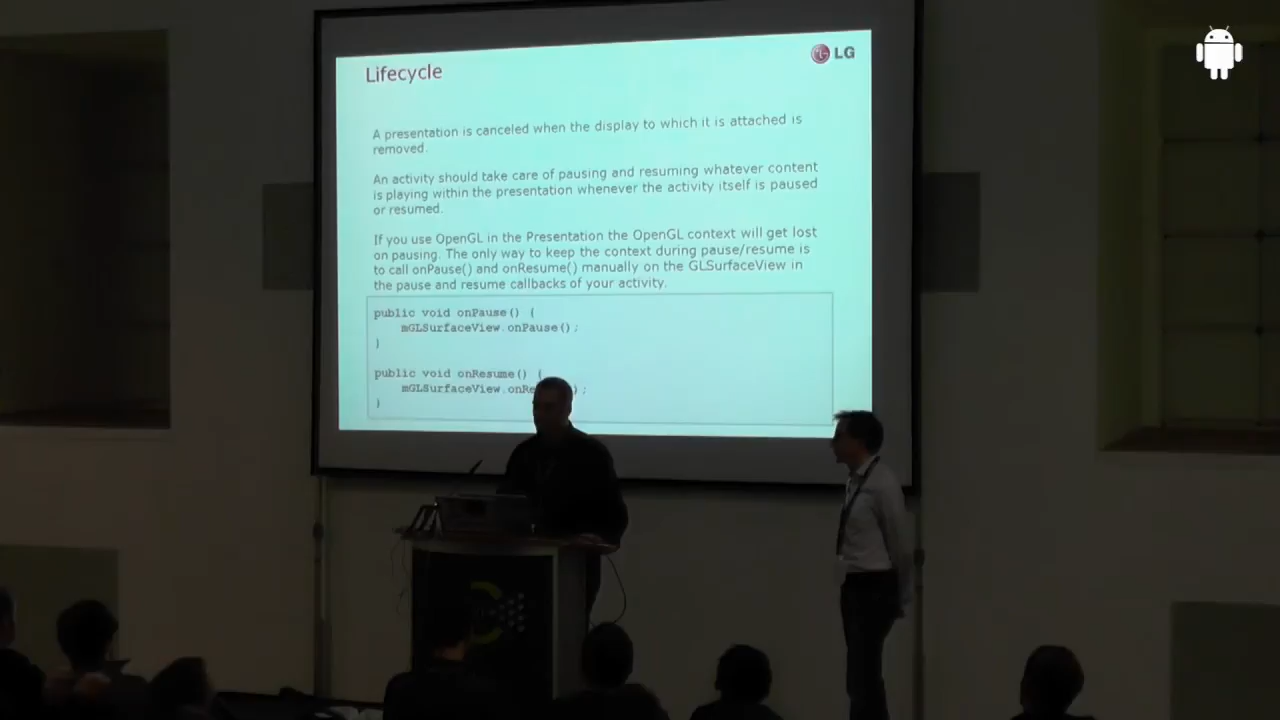 Lifecycle
LG
A presentation is canceled when the display to which it is attached is
removed.
An activity should take care of pausing and resuming whatever content
is playing within the presentation whenever the activity itself is paused
or resumed.
If you use OpenGL in the Presentation the OpenGL context will get lost
on pausing. The only way to keep the context during pause/resume is
to call onPause() and onResume() manually on the GLSurfaceView in
the pause and resume callbacks of your activity.
public void onPause() {
mGLSurfaceView.onPause();
}
public void onResume() {
mGLSurfaceView.onRe );
}